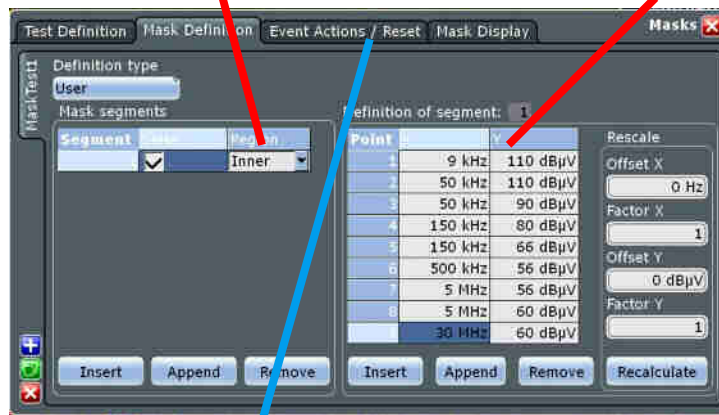 Test Definition Mask Definition Event Actions / Reset Mask Display Masks
MaskTest1
Definition type
User
Mask segments
Definition of segment: 1
Segment Region
Inner
Point Y
1 9 kHz 110 dBµV
2 50 kHz 110 dBµV
3 50 kHz 90 dBµV
4 150 kHz 80 dBµV
5 150 kHz 66 dBµV
6 500 kHz 56 dBµV
7 5 MHz 56 dBµV
8 5 MHz 60 dBµV
30 MHz 60 dBµV
Rescale
Offset X
0 Hz
Factor X
1
Offset Y
0 dBµV
Factor Y
1
Insert Append Remove
Insert Append Remove
Recalculate